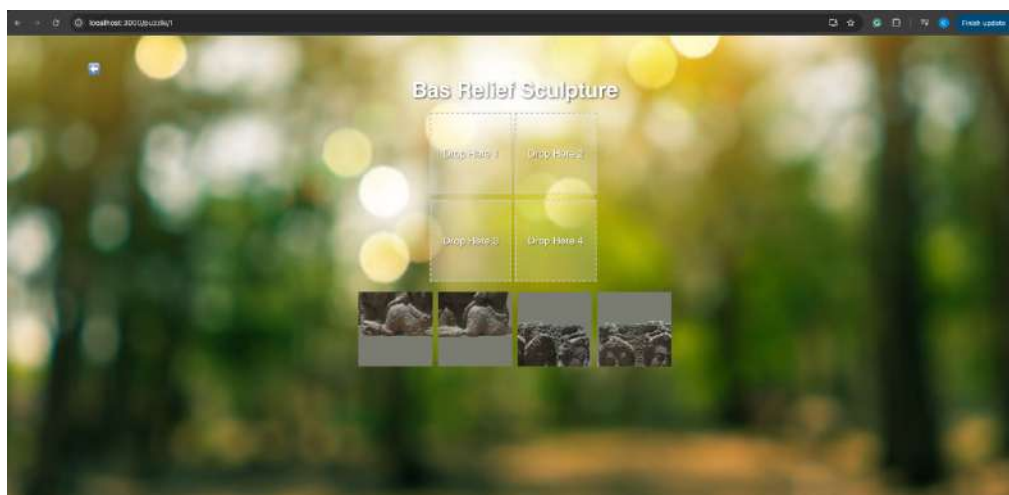 localhost:3000/puzzle/1
Finish update
Bas Relief Sculpture
Drop Here 1
Drop Here 2
Drop Here 3
Drop Here 4